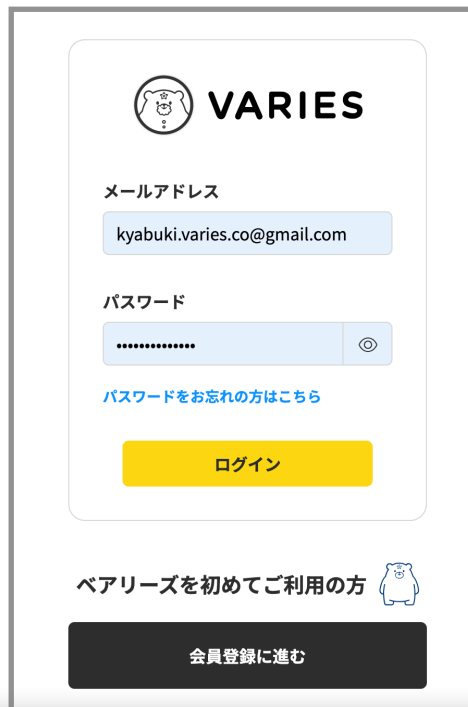 VARIES
メールアドレス
kyabuki.varies.co@gmail.com
パスワード
••••••••••••••
パスワードをお忘れの方はこちら
ログイン
ベアリーズを初めてご利用の方
会員登録に進む